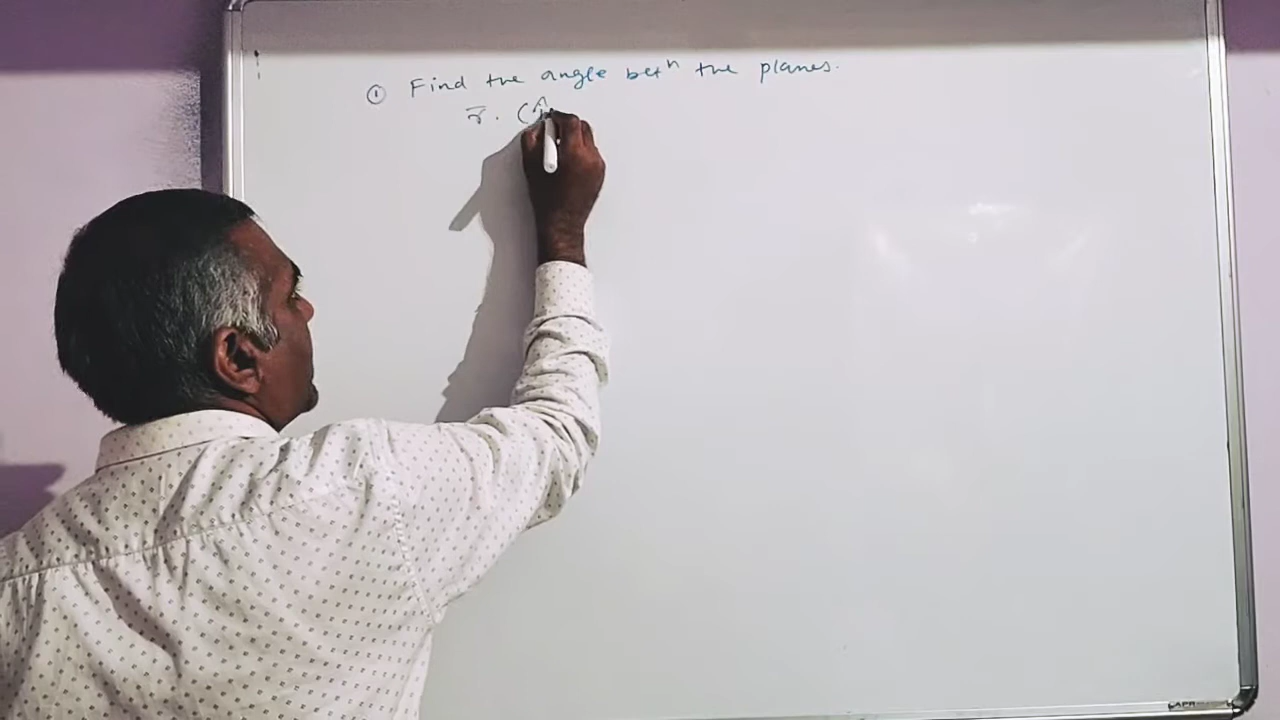 ① Find the angle betⁿ the planes.
r̄. (